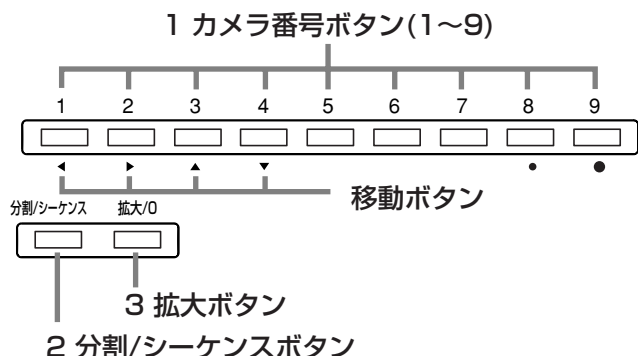 1 カメラ番号ボタン(1〜9)
1 2 3 4 5 6 7 8 9
移動ボタン
分割/シーケンス 拡大/0
3 拡大ボタン
2 分割/シーケンスボタン